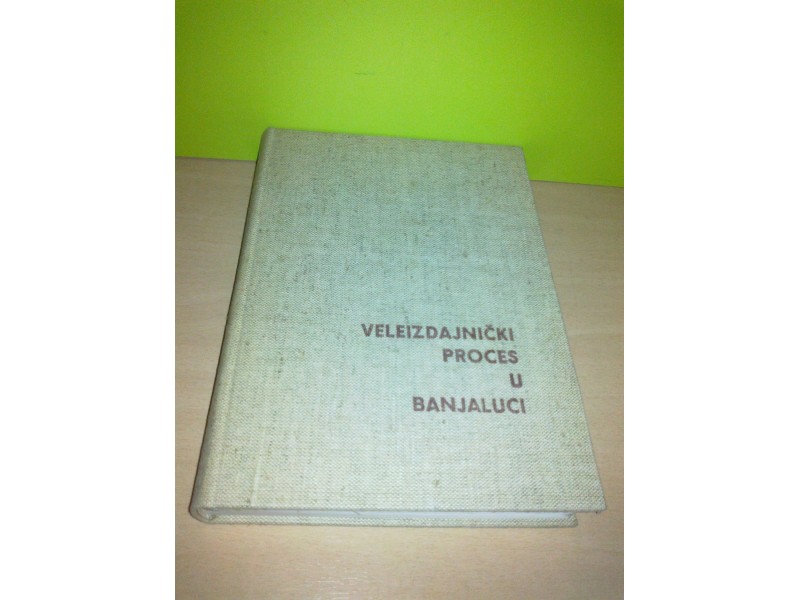 VELEIZDAJNIČKI
PROCES
U
BANJALUCI